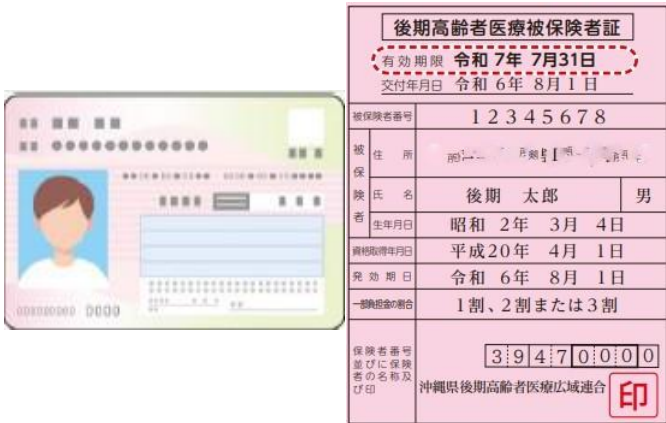 後期高齢者医療被保険者証
有効期限 令和 7年 7月31日
交付年月日 令和 6年 8月 1日
被保険者番号 12345678
被保険者
住所
氏名 後期 太郎 男
生年月日 昭和 2年 3月 4日
資格取得年月日 平成20年 4月 1日
発効期日 令和 6年 8月 1日
一部負担金の割合 1割、2割または3割
保険者番号並びに保険者の名称及び印
39470000
沖縄県後期高齢者医療広域連合 印